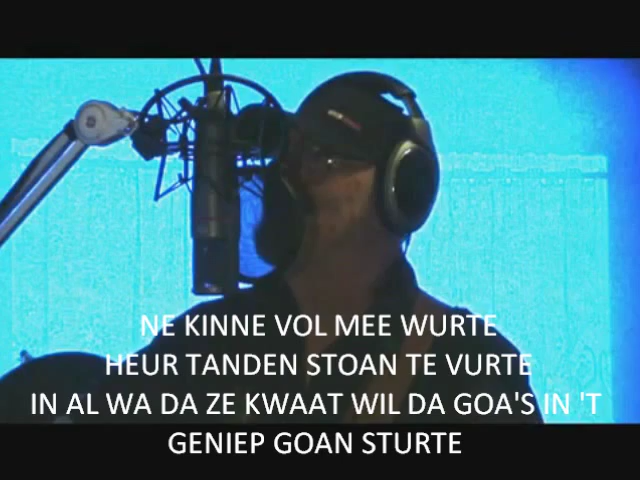 NE KINNE VOL MEE WURTE
HEUR TANDEN STOAN TE VURTE
IN AL WA DA ZE KWAAT WIL DA GOA'S IN 'T
GENIEP GOAN STURTE